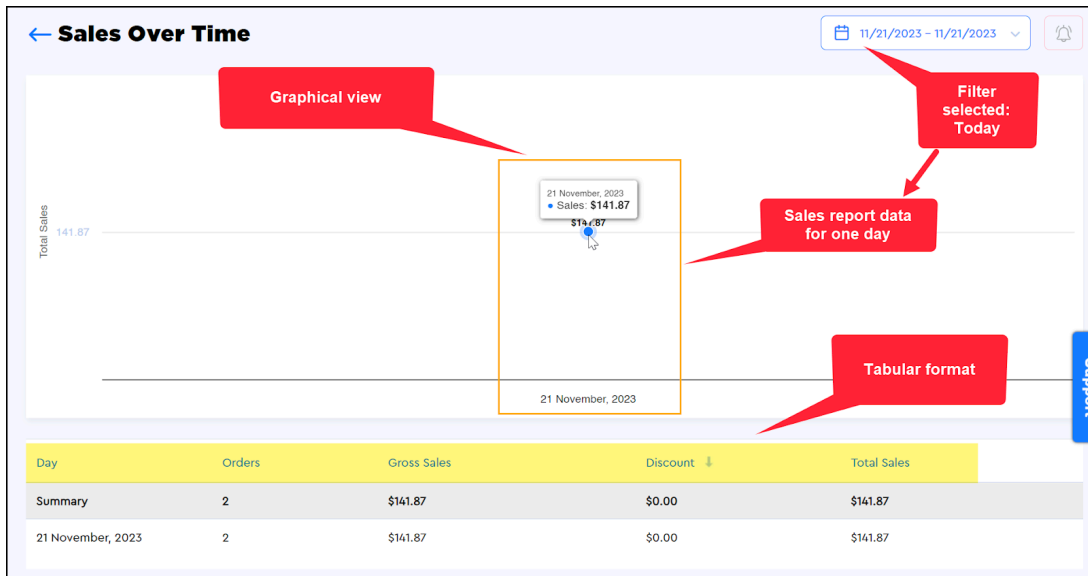 ← Sales Over Time
11/21/2023 – 11/21/2023
Graphical view
Filter
selected:
Today
21 November, 2023
• Sales: $141.87
$141.87
Sales report data
for one day
Total Sales
141.87
Tabular format
21 November, 2023
Support
Day Orders Gross Sales Discount ↓ Total Sales
Summary 2 $141.87 $0.00 $141.87
21 November, 2023 2 $141.87 $0.00 $141.87